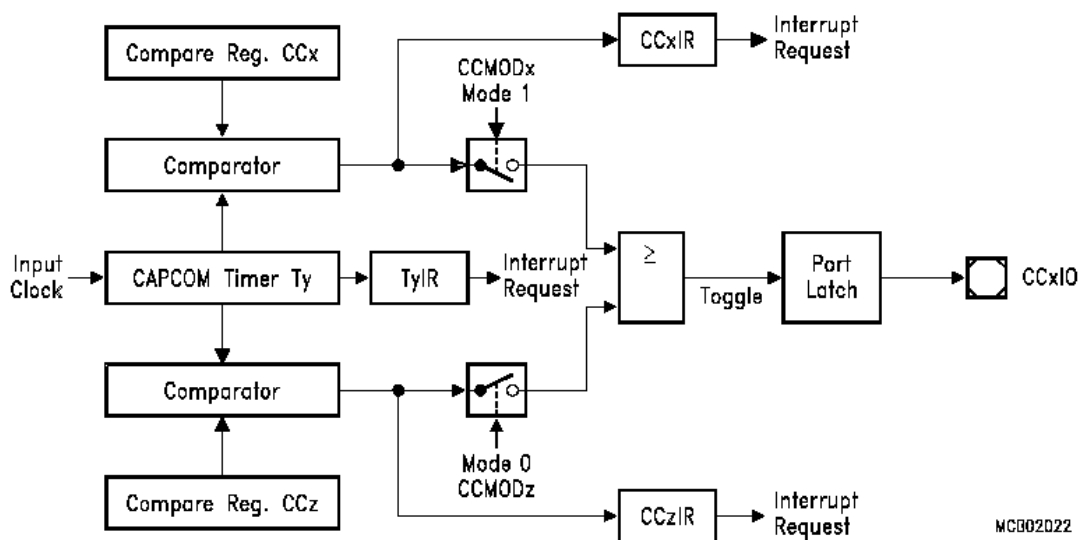 Compare Reg. CCx
CCxIR
Interrupt
Request
CCMODx
Mode 1
Comparator
Input
Clock
CAPCOM Timer Ty
TyIR
Interrupt
Request
≥
Toggle
Port
Latch
CCxIO
Comparator
Mode 0
CCMODz
Compare Reg. CCz
CCzIR
Interrupt
Request
MCB02022